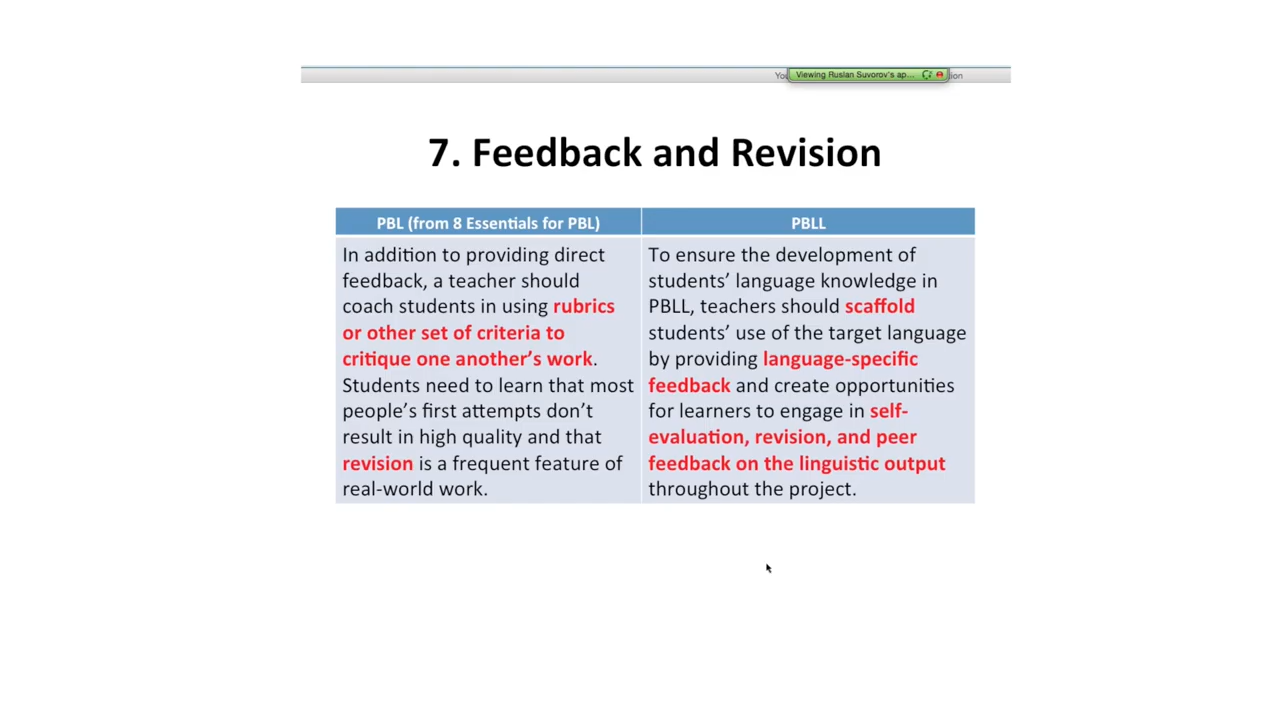 You
Viewing Ruslan Suvorov's ap...
ion
7. Feedback and Revision
PBL (from 8 Essentials for PBL)
In addition to providing direct
feedback, a teacher should
coach students in using rubrics
or other set of criteria to
critique one another's work.
Students need to learn that most
people's first attempts don't
result in high quality and that
revision is a frequent feature of
real-world work.
PBLL
To ensure the development of
students' language knowledge in
PBLL, teachers should scaffold
students' use of the target language
by providing language-specific
feedback and create opportunities
for learners to engage in self-
evaluation, revision, and peer
feedback on the linguistic output
throughout the project.